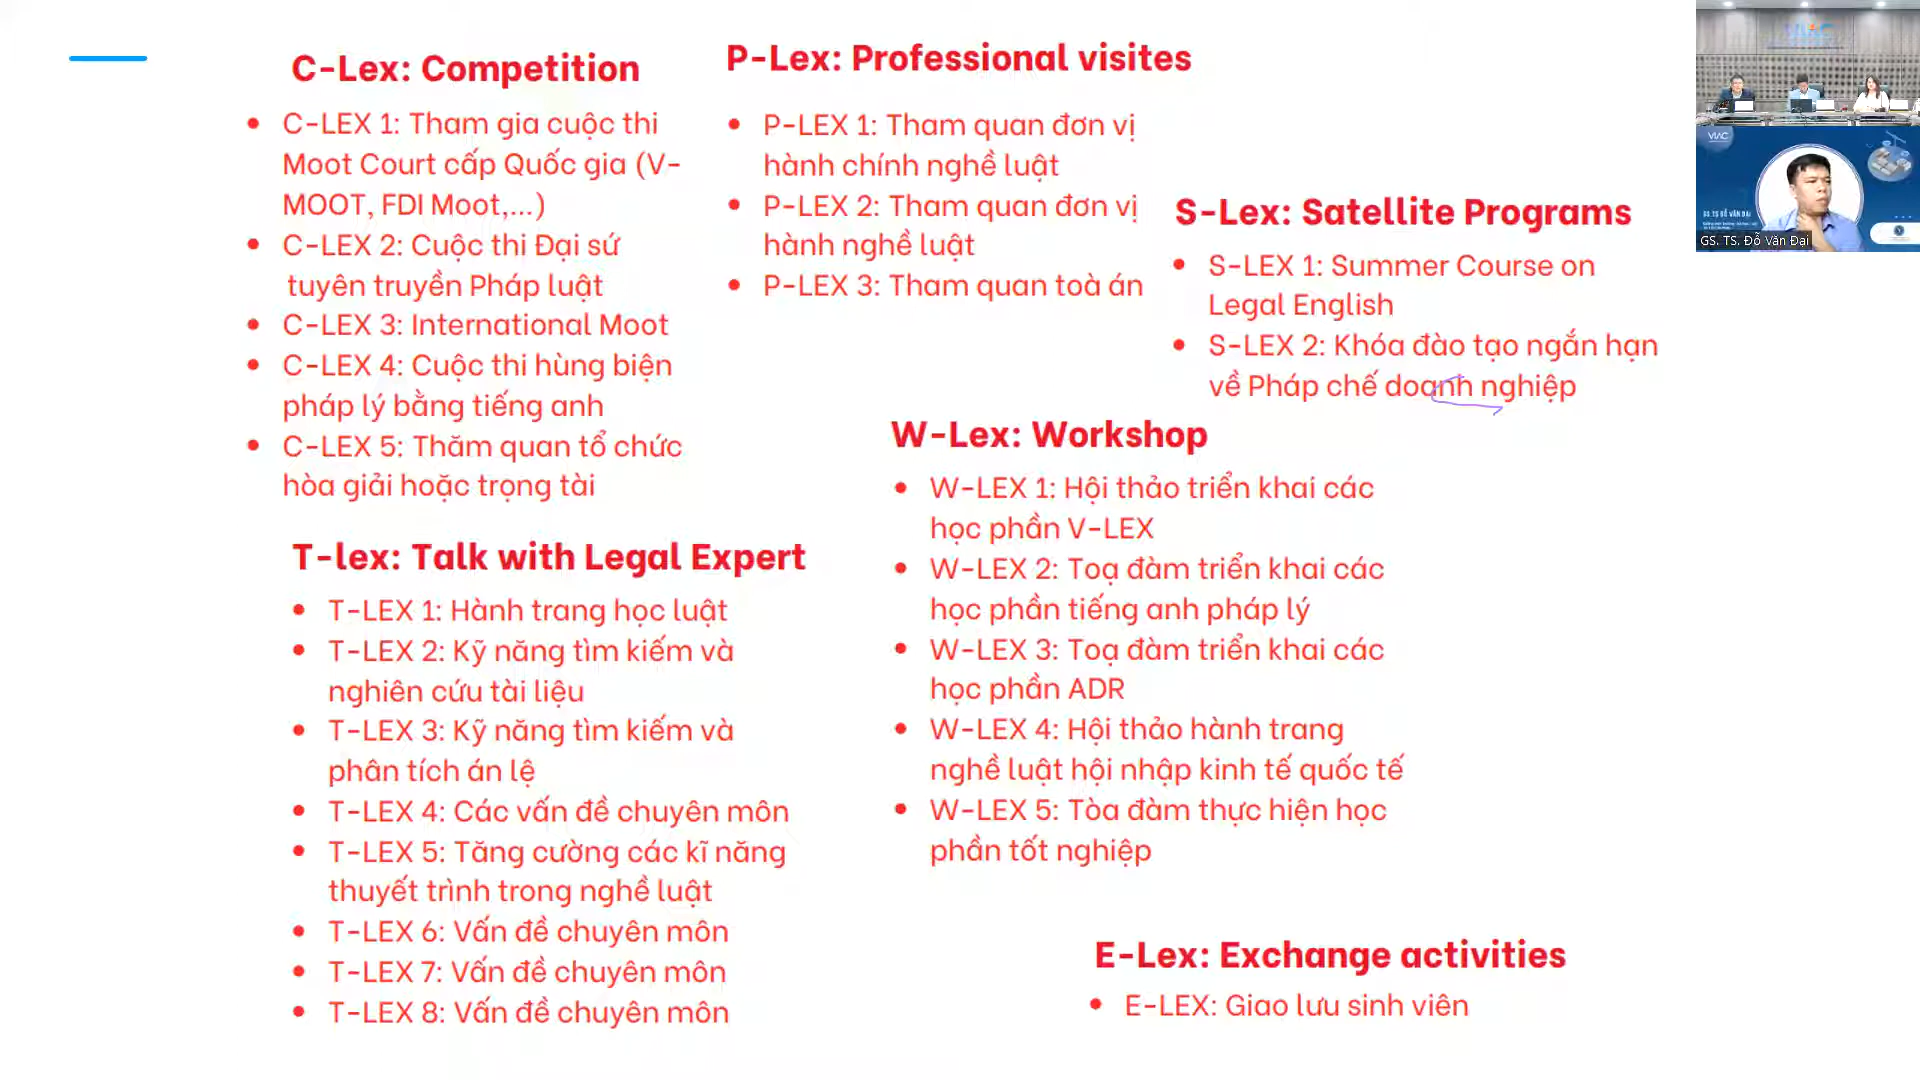 C-Lex: Competition
C-LEX 1: Tham gia cuộc thi
Moot Court cấp Quốc gia (V-
MOOT, FDI Moot,...)
C-LEX 2: Cuộc thi Đại sứ
tuyên truyền Pháp luật
C-LEX 3: International Moot
C-LEX 4: Cuộc thi hùng biện
pháp lý bằng tiếng anh
C-LEX 5: Thăm quan tổ chức
hòa giải hoặc trọng tài
T-lex: Talk with Legal Expert
T-LEX 1: Hành trang học luật
T-LEX 2: Kỹ năng tìm kiếm và
nghiên cứu tài liệu
T-LEX 3: Kỹ năng tìm kiếm và
phân tích án lệ
T-LEX 4: Các vấn đề chuyên môn
T-LEX 5: Tăng cường các kĩ năng
thuyết trình trong nghề luật
T-LEX 6: Vấn đề chuyên môn
T-LEX 7: Vấn đề chuyên môn
T-LEX 8: Vấn đề chuyên môn
P-Lex: Professional visites
P-LEX 1: Tham quan đơn vị
hành chính nghề luật
P-LEX 2: Tham quan đơn vị
hành nghề luật
P-LEX 3: Tham quan toà án
S-Lex: Satellite Programs
S-LEX 1: Summer Course on
Legal English
S-LEX 2: Khóa đào tạo ngắn hạn
về Pháp chế doanh nghiệp
W-Lex: Workshop
W-LEX 1: Hội thảo triển khai các
học phần V-LEX
W-LEX 2: Toạ đàm triển khai các
học phần tiếng anh pháp lý
W-LEX 3: Toạ đàm triển khai các
học phần ADR
W-LEX 4: Hội thảo hành trang
nghề luật hội nhập kinh tế quốc tế
W-LEX 5: Tòa đàm thực hiện học
phần tốt nghiệp
E-Lex: Exchange activities
E-LEX: Giao lưu sinh viên
VIAC
VIAC
GS.TS ĐỖ VĂN ĐẠI
GS. TS. Đỗ Văn Đại